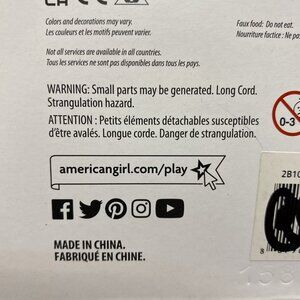 Colors and decorations may vary.
Les couleurs et les motifs peuvent varier.
Faux food: Do not eat.
Nourriture factice : Ne pas
Not all services are available in all countries.
Tous les services ne sont pas disponibles dans tous les pays.
WARNING: Small parts may be generated. Long Cord.
Strangulation hazard.
ATTENTION : Petits éléments détachables susceptibles
d'être avalés. Longue corde. Danger de strangulation.
0-3
americangirl.com/play
2B10
MADE IN CHINA.
FABRIQUÉ EN CHINE.